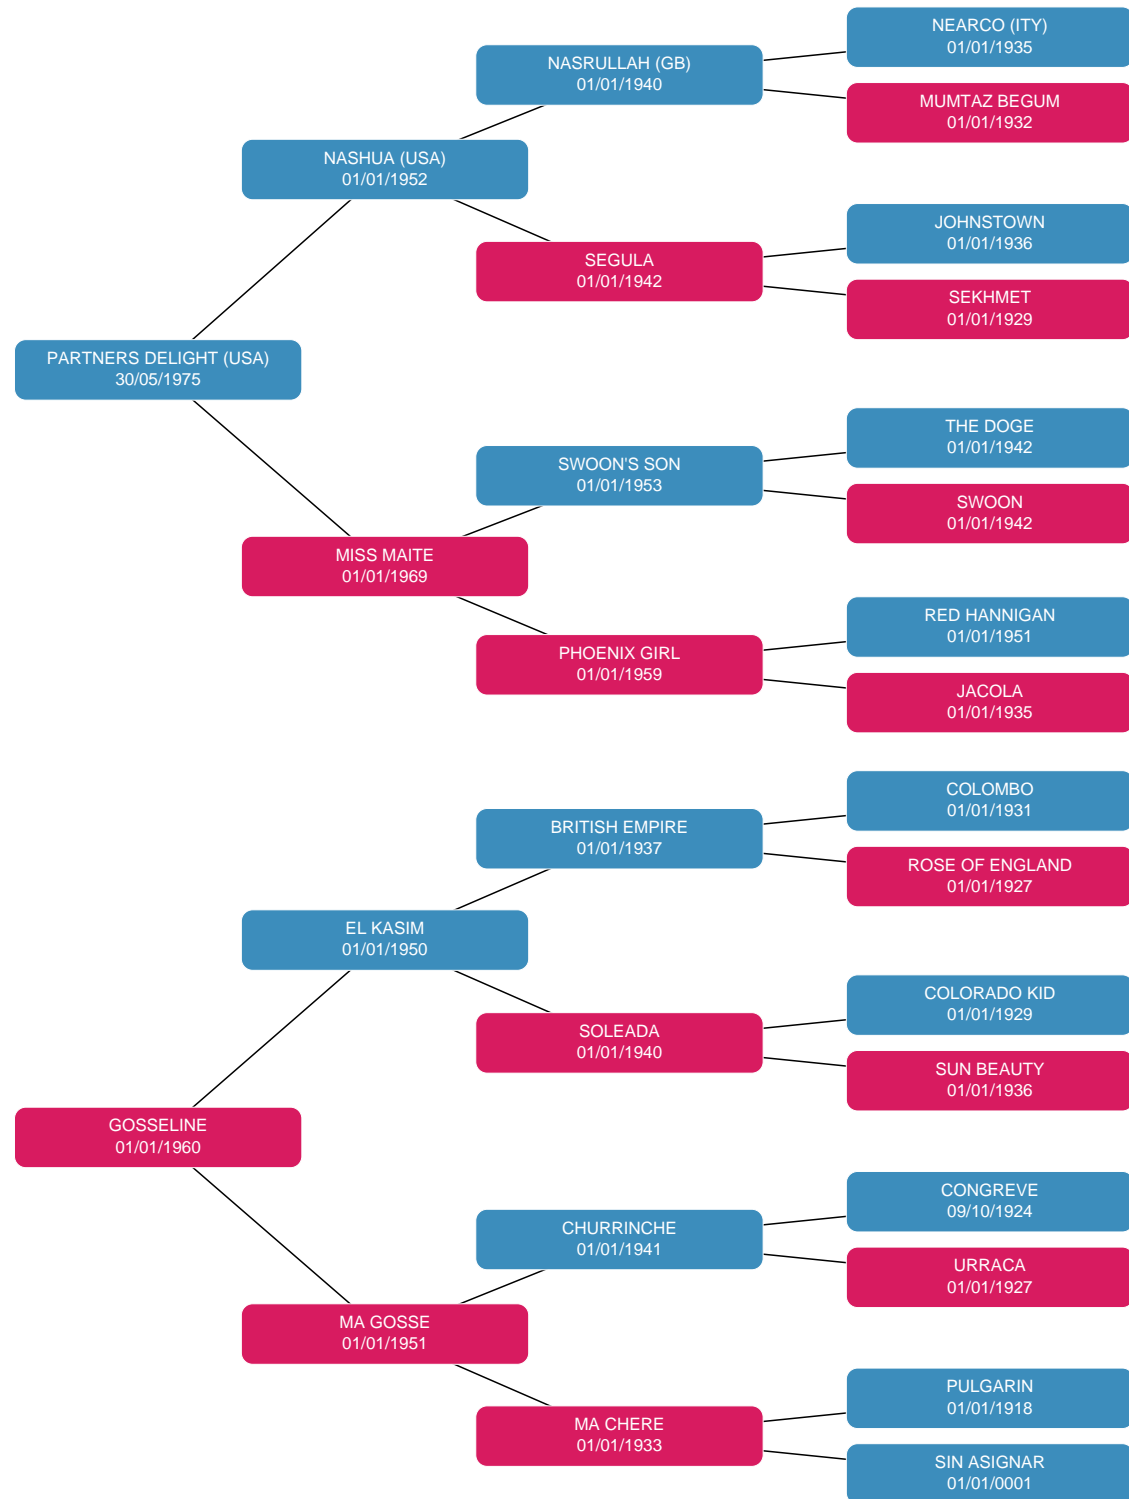 NEARCO (ITY)
01/01/1935
NASRULLAH (GB)
01/01/1940
MUMTAZ BEGUM
01/01/1932
NASHUA (USA)
01/01/1952
JOHNSTOWN
01/01/1936
SEGULA
01/01/1942
SEKHMET
01/01/1929
PARTNERS DELIGHT (USA)
30/05/1975
THE DOGE
01/01/1942
SWOON'S SON
01/01/1953
SWOON
01/01/1942
MISS MAITE
01/01/1969
RED HANNIGAN
01/01/1951
PHOENIX GIRL
01/01/1959
JACOLA
01/01/1935
COLOMBO
01/01/1931
BRITISH EMPIRE
01/01/1937
ROSE OF ENGLAND
01/01/1927
EL KASIM
01/01/1950
COLORADO KID
01/01/1929
SOLEADA
01/01/1940
SUN BEAUTY
01/01/1936
GOSSELINE
01/01/1960
CONGREVE
09/10/1924
CHURRINCHE
01/01/1941
URRACA
01/01/1927
MA GOSSE
01/01/1951
PULGARIN
01/01/1918
MA CHERE
01/01/1933
SIN ASIGNAR
01/01/0001